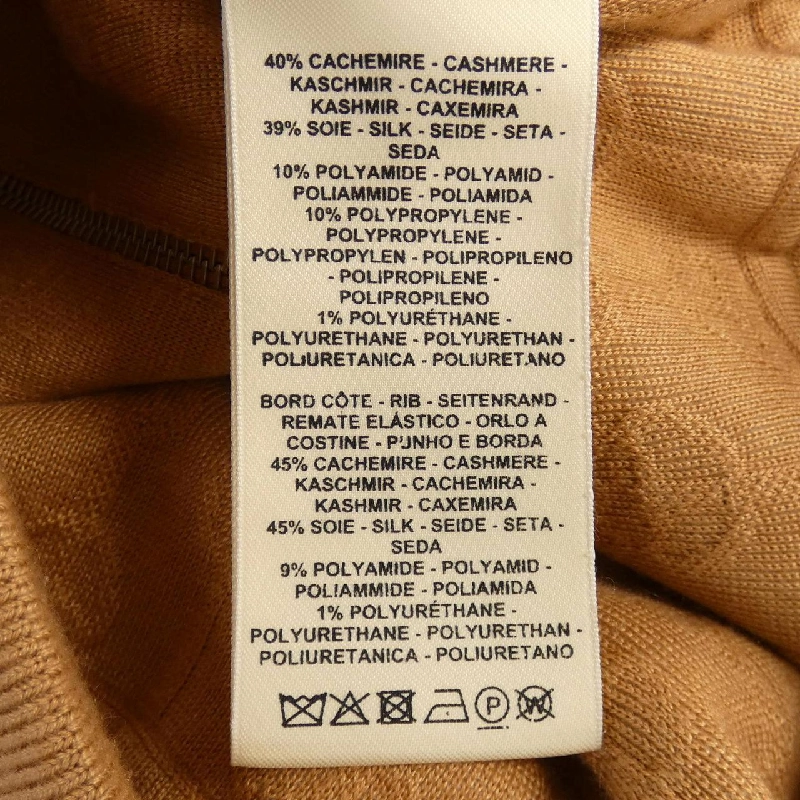 40% CACHEMIRE - CASHMERE -
KASCHMIR - CACHEMIRA -
KASHMIR - CAXEMIRA
39% SOIE - SILK - SEIDE - SETA -
SEDA
10% POLYAMIDE - POLYAMID -
POLIAMMIDE - POLIAMIDA
10% POLYPROPYLENE -
POLYPROPYLENE -
POLYPROPYLEN - POLIPROPILENO
- POLIPROPILENE -
POLIPROPILENO
1% POLYURÉTHANE -
POLYURETHANE - POLYURETHAN -
POLIURETANICA - POLIURETANO
BORD CÔTE - RIB - SEITENRAND -
REMATE ELÁSTICO - ORLO A
COSTINE - PUNHO E BORDA
45% CACHEMIRE - CASHMERE -
KASCHMIR - CACHEMIRA -
KASHMIR - CAXEMIRA
45% SOIE - SILK - SEIDE - SETA -
SEDA
9% POLYAMIDE - POLYAMID -
POLIAMMIDE - POLIAMIDA
1% POLYURÉTHANE -
POLYURETHANE - POLYURETHAN -
POLIURETANICA - POLIURETANO
P W